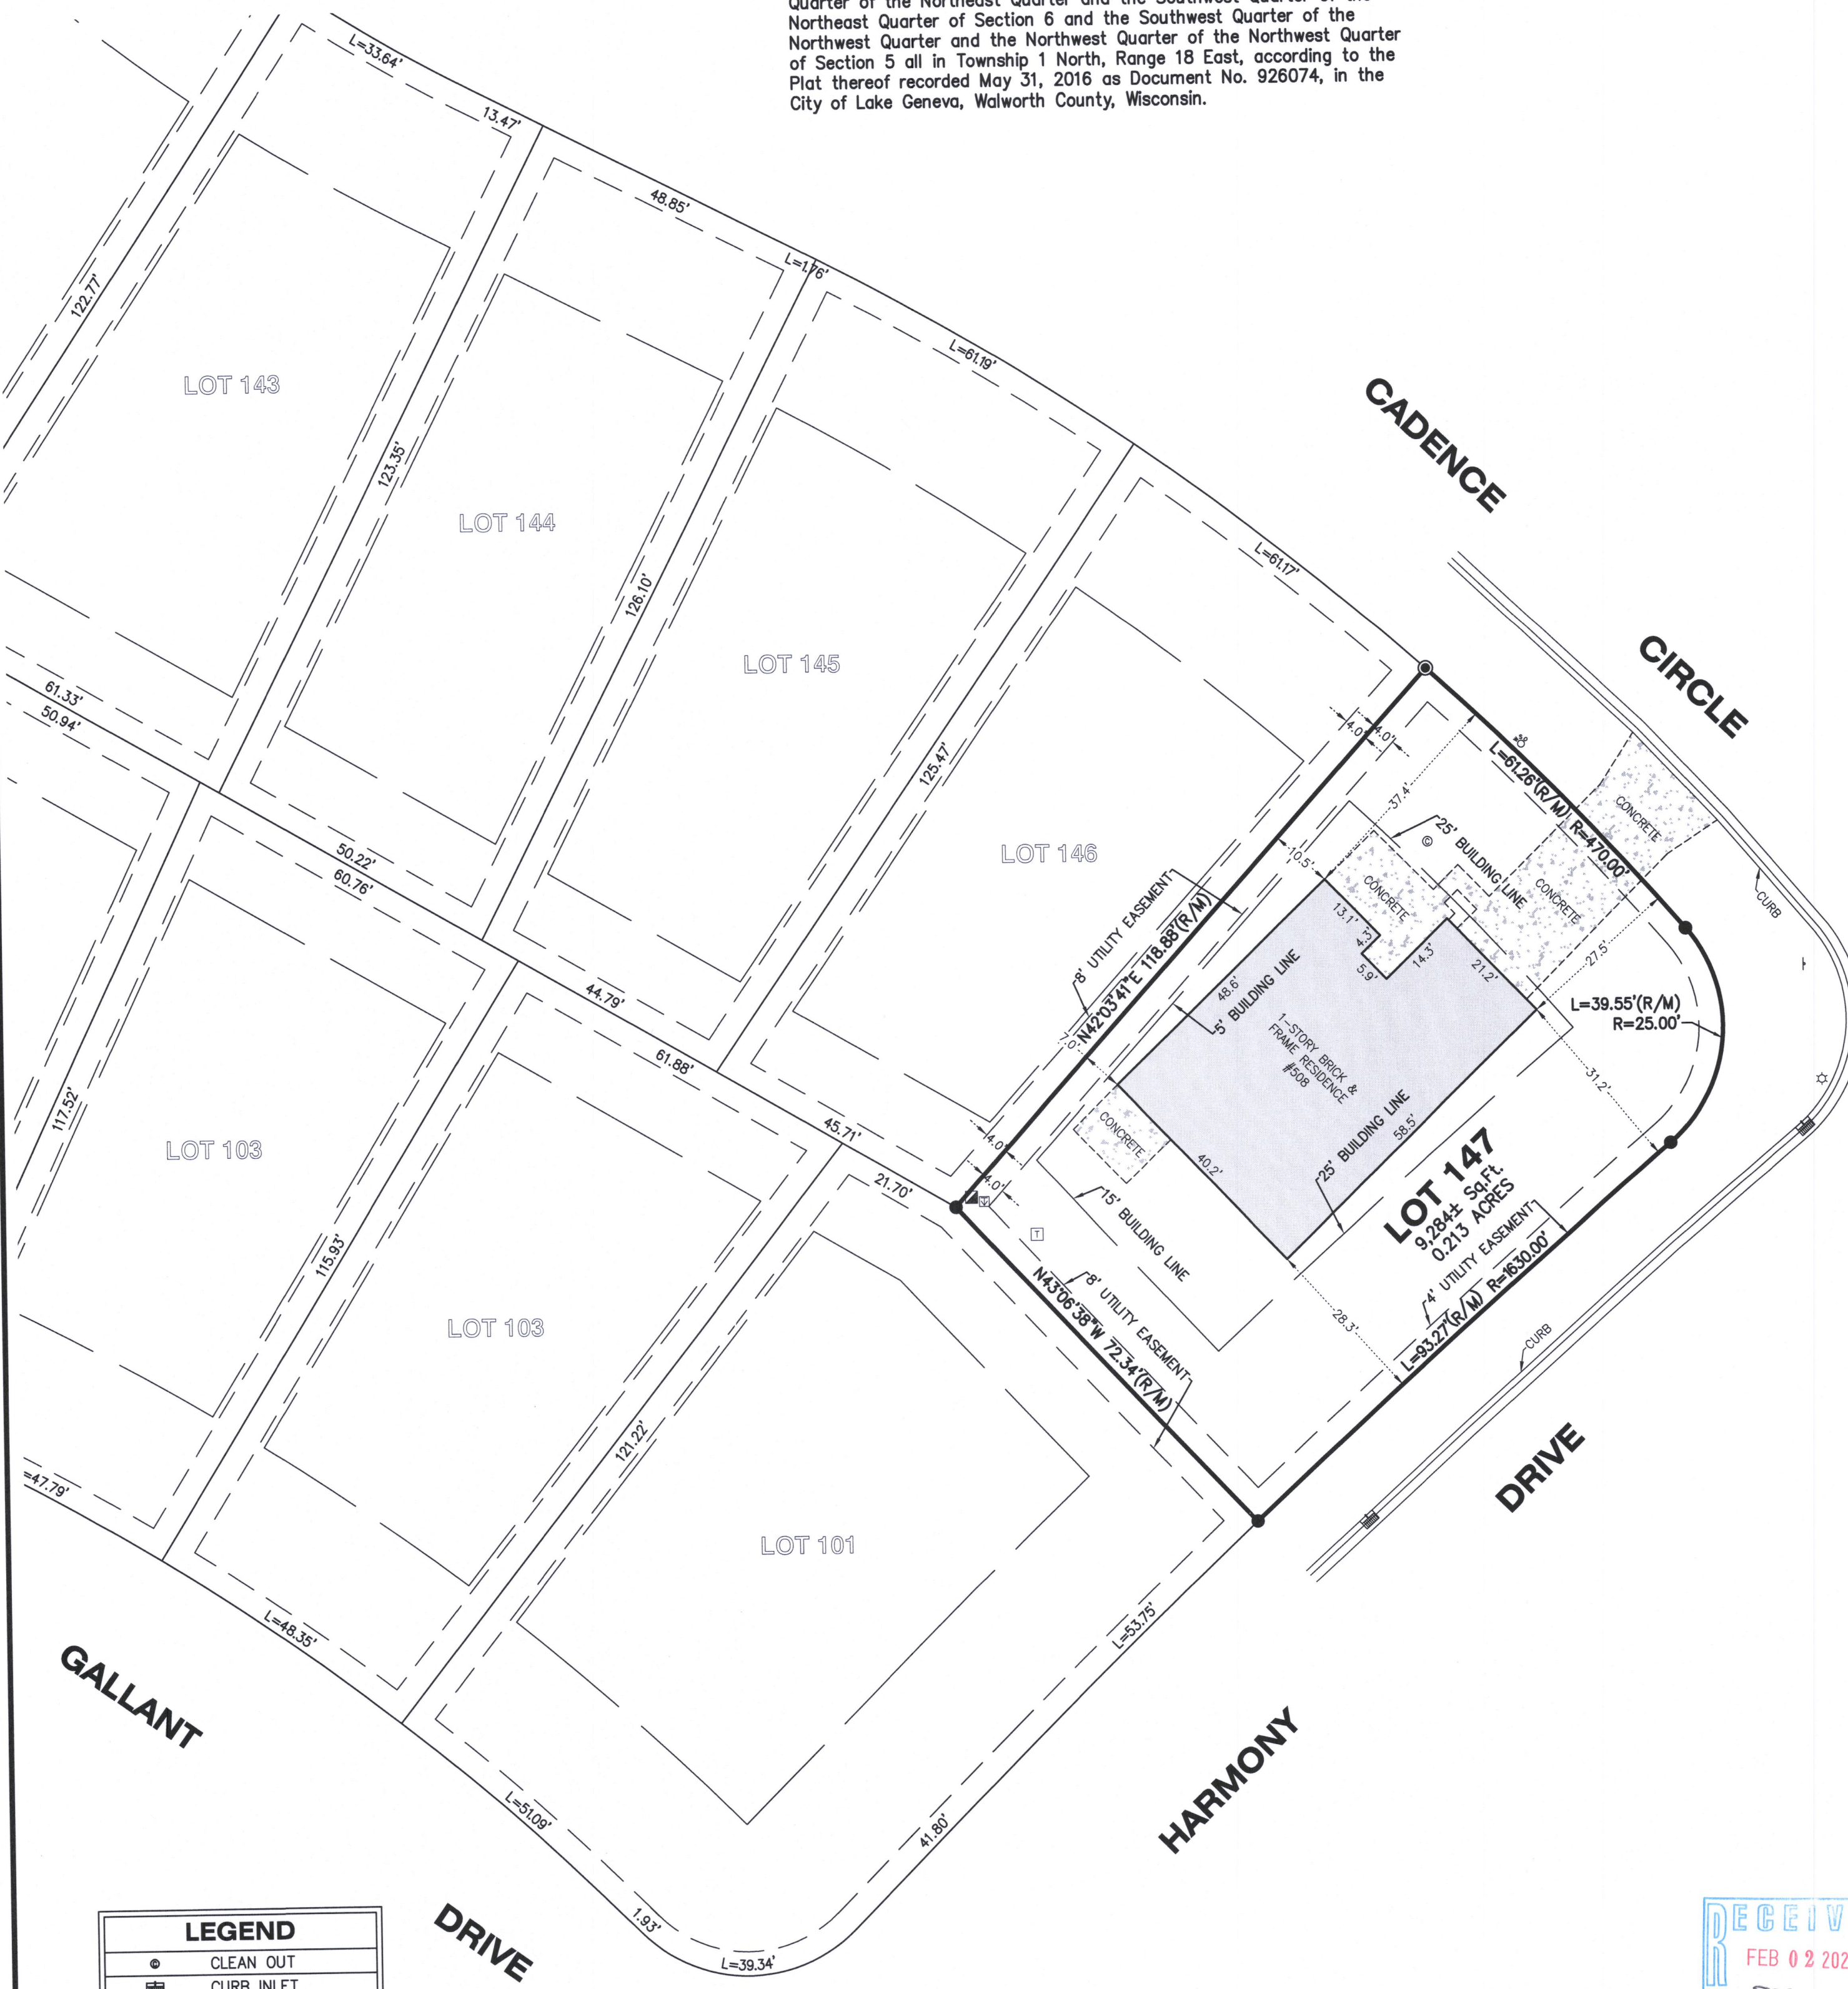 Northeast Quarter of Section 6 and the Southwest Quarter of the
Northwest Quarter and the Northwest Quarter of the Northwest Quarter
of Section 5 all in Township 1 North, Range 18 East, according to the
Plat thereof recorded May 31, 2016 as Document No. 926074, in the
City of Lake Geneva, Walworth County, Wisconsin.
L=33.64'
13.47'
48.85'
L=1.76'
L=61.19'
L=61.17'
122.77'
123.35'
126.10'
125.47'
LOT 143
LOT 144
LOT 145
LOT 146
CADENCE
CIRCLE
61.33'
50.94'
50.22'
60.76'
44.79'
61.88'
45.71'
21.70'
4.0'
4.0'
37.4'
L=61.26'(R/M) R=470.00'
CONCRETE
25' BUILDING LINE
©
CONCRETE
CONCRETE
CURB
10.5'
13.1'
4.3'
5.9'
14.3'
21.2'
27.5'
L=39.55'(R/M)
R=25.00'
8' UTILITY EASEMENT
N42°03'41"E 118.88'(R/M)
48.6'
5' BUILDING LINE
1-STORY BRICK &
FRAME RESIDENCE
#508
7.0'
31.2'
CONCRETE
40.2'
25' BUILDING LINE
58.5'
4.0'
4.0'
T
15' BUILDING LINE
LOT 147
9,284± Sq.Ft.
0.213 ACRES
4' UTILITY EASEMENT
L=93.27'(R/M) R=1630.00'
28.3'
8' UTILITY EASEMENT
N43°06'38"W 72.34'(R/M)
CURB
DRIVE
HARMONY
117.52'
115.93'
121.22'
LOT 103
LOT 103
LOT 101
=47.79'
L=48.35'
L=51.09'
1.93'
L=39.34'
41.80'
L=53.75'
GALLANT
DRIVE
LEGEND
© CLEAN OUT
CURB INLET
RECEIV
FEB 02 202